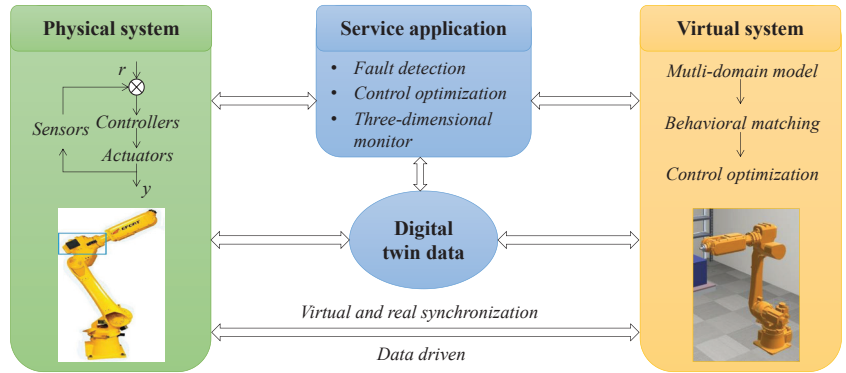 Physical system
r
Sensors
Controllers
Actuators
y
EFORT
Service application
• Fault detection
• Control optimization
• Three-dimensional
monitor
Digital
twin data
Virtual and real synchronization
Data driven
Virtual system
Mutli-domain model
Behavioral matching
Control optimization